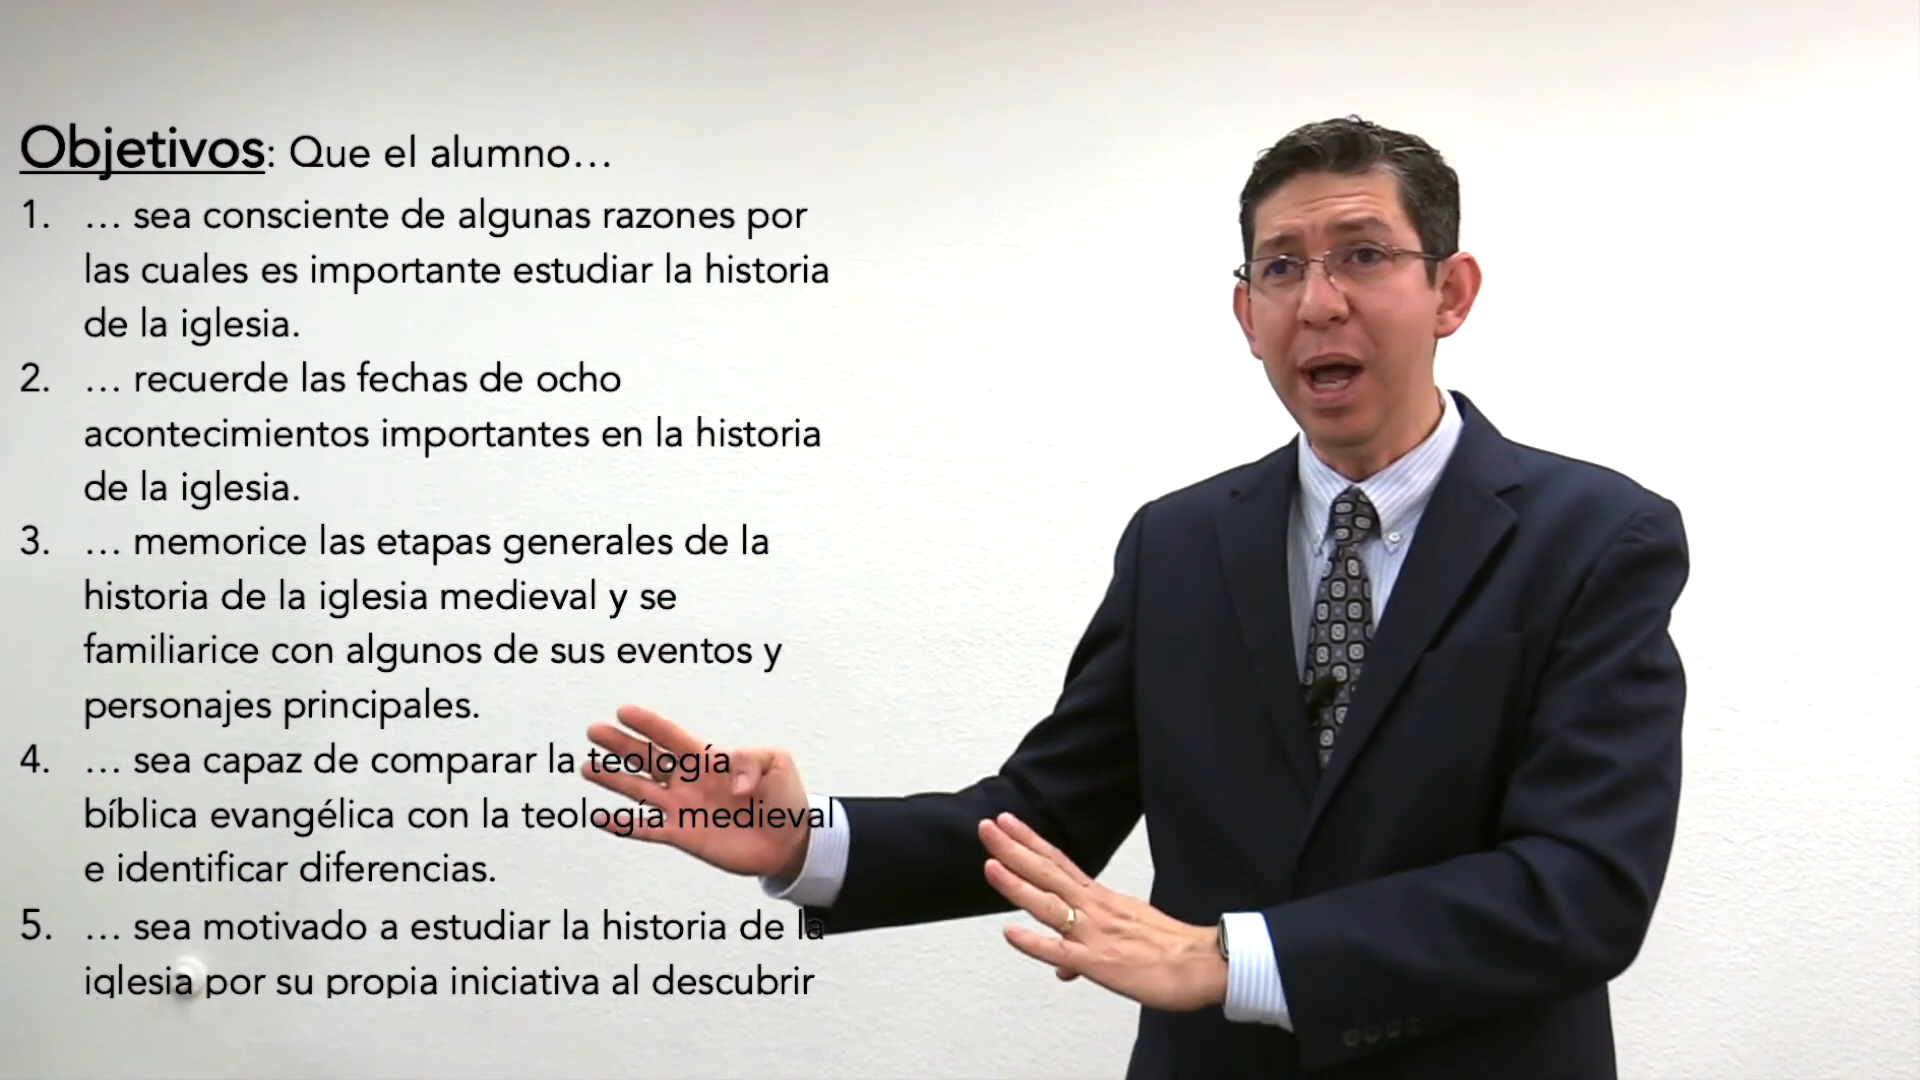 Objetivos: Que el alumno…
1. … sea consciente de algunas razones por
las cuales es importante estudiar la historia
de la iglesia.
2. … recuerde las fechas de ocho
acontecimientos importantes en la historia
de la iglesia.
3. … memorice las etapas generales de la
historia de la iglesia medieval y se
familiarice con algunos de sus eventos y
personajes principales.
4. … sea capaz de comparar la teología
bíblica evangélica con la teología medieval
e identificar diferencias.
5. … sea motivado a estudiar la historia de la
iglesia por su propia iniciativa al descubrir